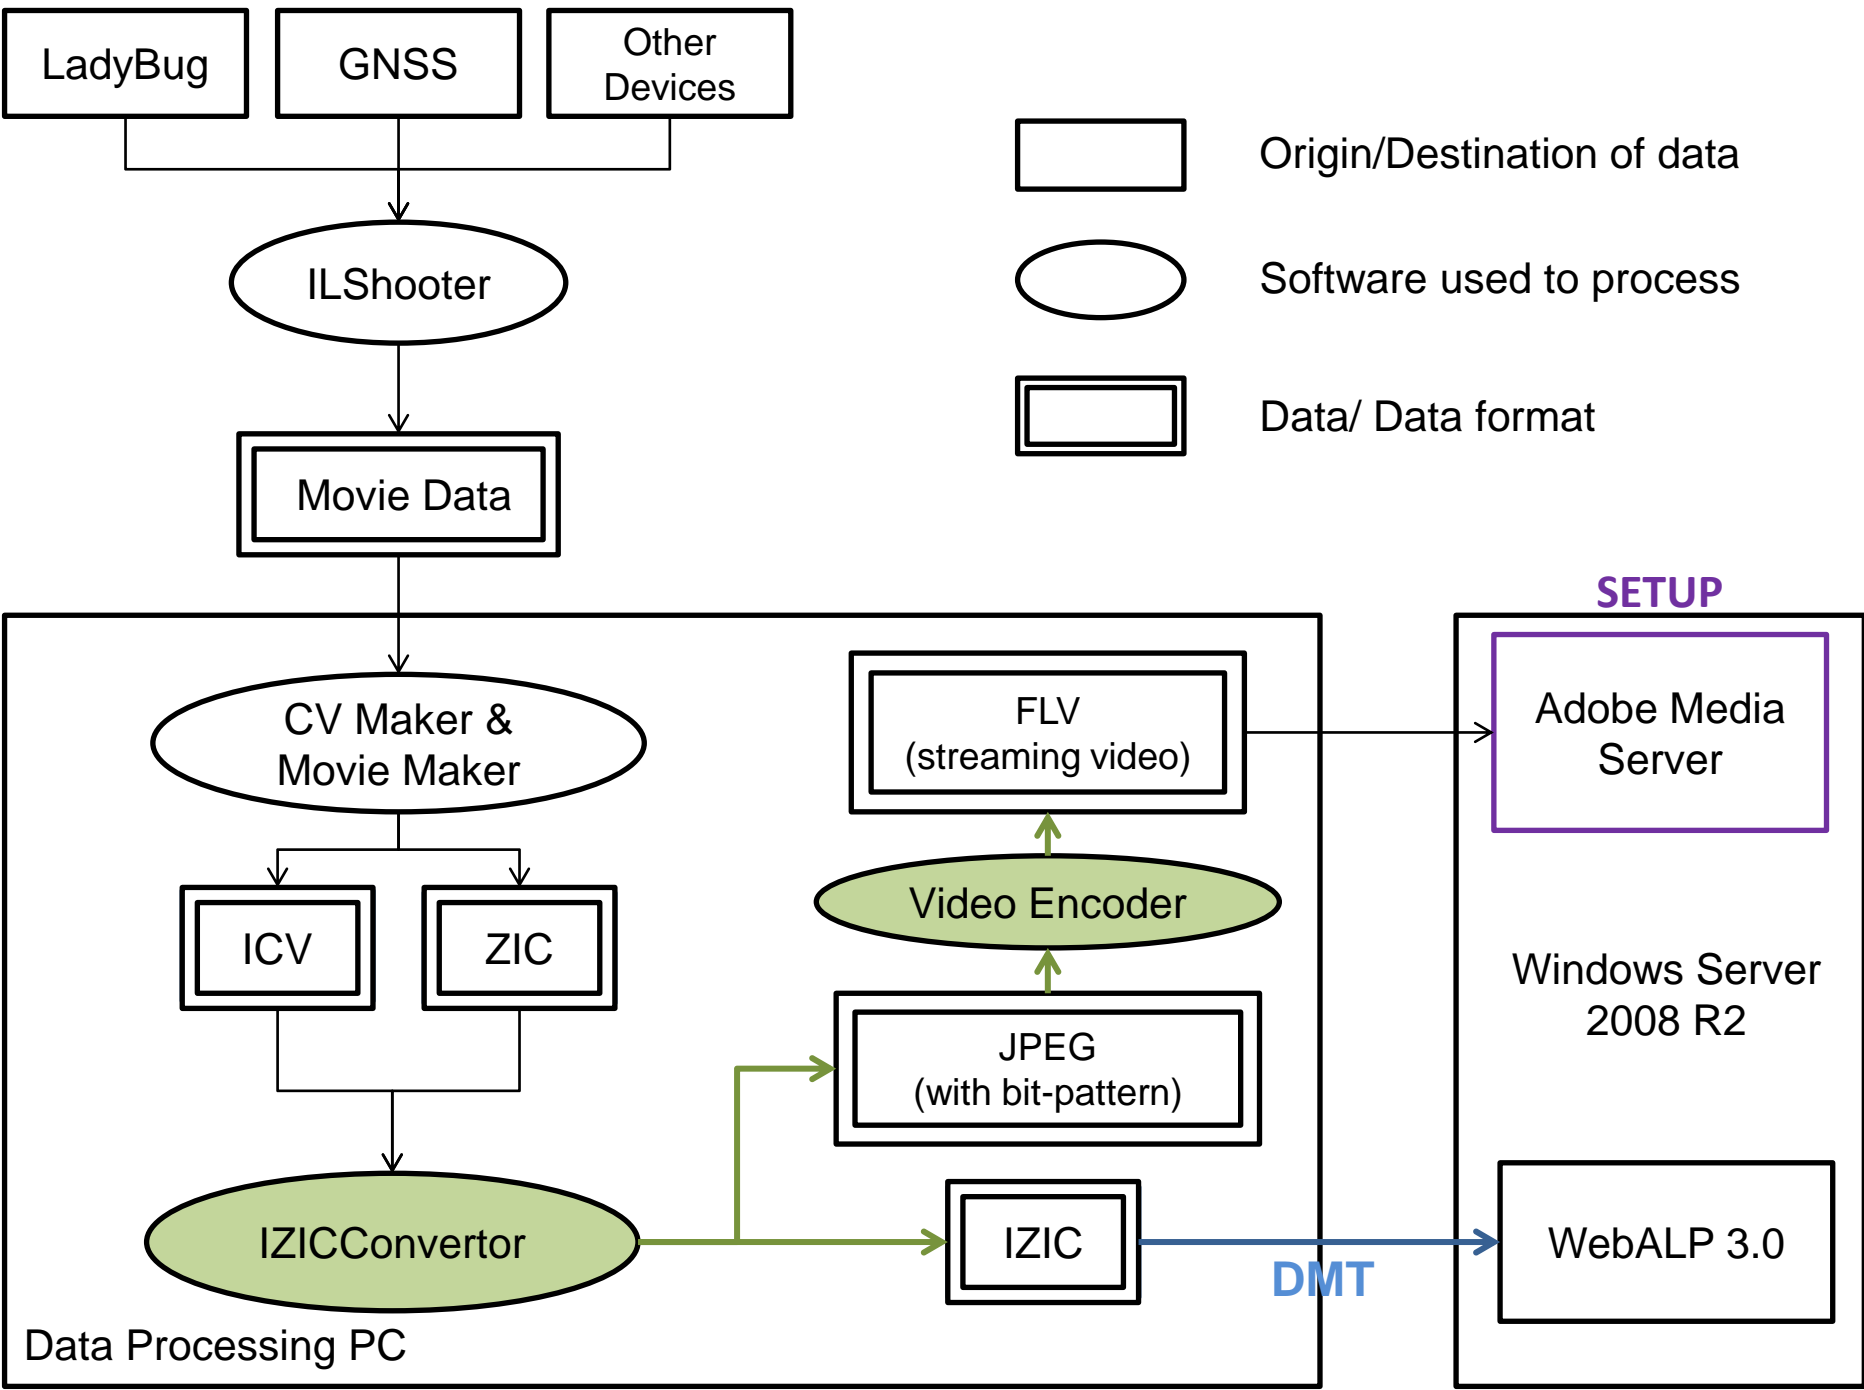 LadyBug
GNSS
Other
Devices
Origin/Destination of data
ILShooter
Software used to process
Data/ Data format
Movie Data
SETUP
CV Maker &
Movie Maker
FLV
(streaming video)
Adobe Media
Server
Video Encoder
ICV
ZIC
Windows Server
2008 R2
JPEG
(with bit-pattern)
IZICConvertor
IZIC
DMT
WebALP 3.0
Data Processing PC